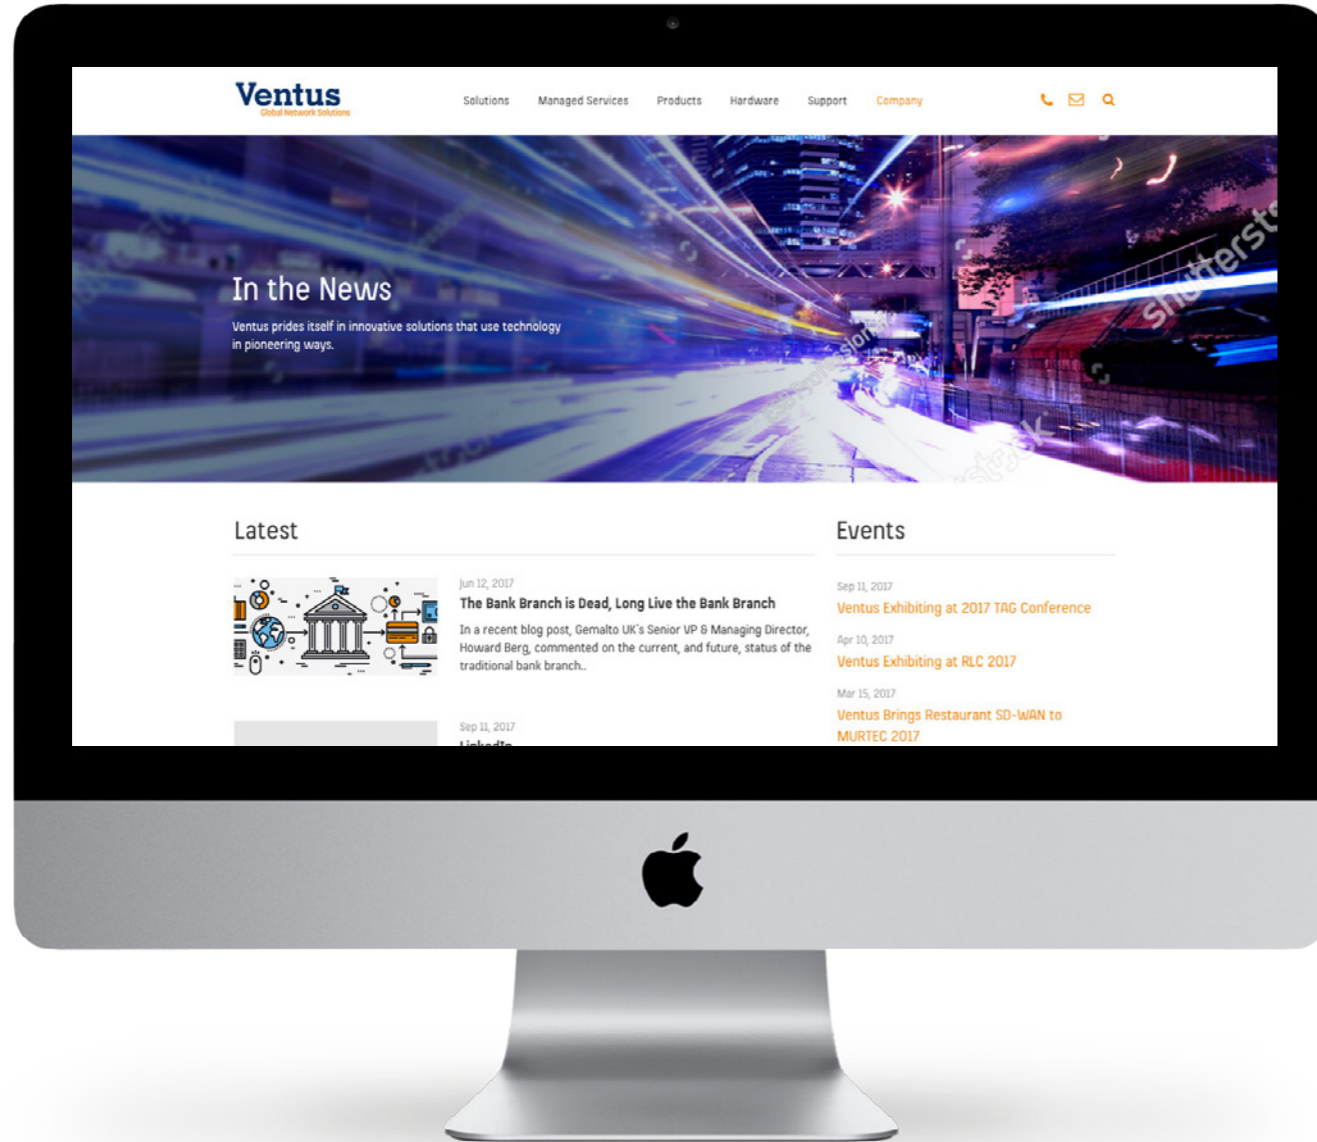 Ventus
Global Network Solutions
Solutions Managed Services Products Hardware Support Company
In the News
Ventus prides itself in innovative solutions that use technology
in pioneering ways.
shutterstock
Latest
Jun 12, 2017
The Bank Branch is Dead, Long Live the Bank Branch
In a recent blog post, Gemalto UK's Senior VP & Managing Director,
Howard Berg, commented on the current, and future, status of the
traditional bank branch..
Sep 11, 2017
LinkedIn
Events
Sep 11, 2017
Ventus Exhibiting at 2017 TAG Conference
Apr 10, 2017
Ventus Exhibiting at RLC 2017
Mar 15, 2017
Ventus Brings Restaurant SD-WAN to
MURTEC 2017